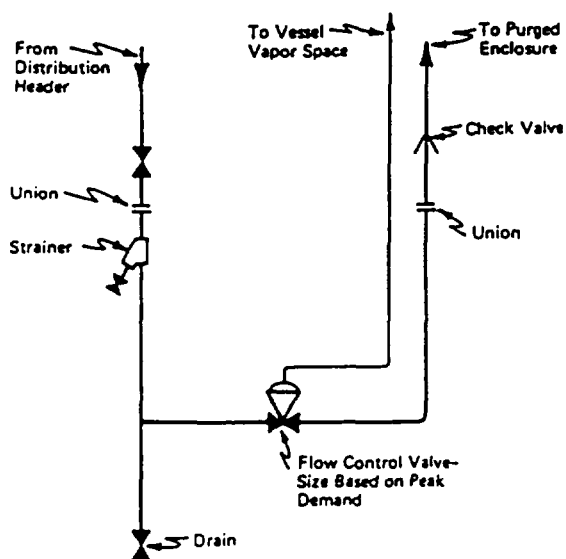 From
Distribution
Header
To Vessel
Vapor Space
To Purged
Enclosure
Check Valve
Union
Strainer
Union
Flow Control Valve–
Size Based on Peak
Demand
Drain